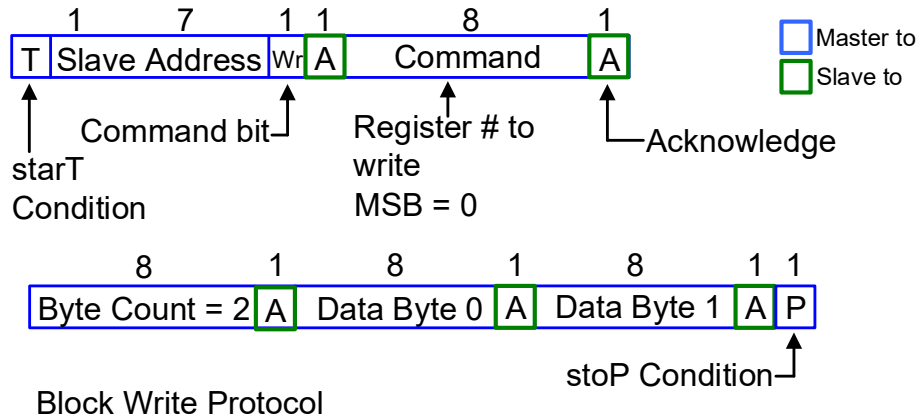 1 7 1 1 8 1
T Slave Address Wr A Command A
Master to
Slave to
Command bit
Register # to
write
MSB = 0
Acknowledge
starT
Condition
8 1 8 1 8 1 1
Byte Count = 2 A Data Byte 0 A Data Byte 1 A P
stoP Condition
Block Write Protocol